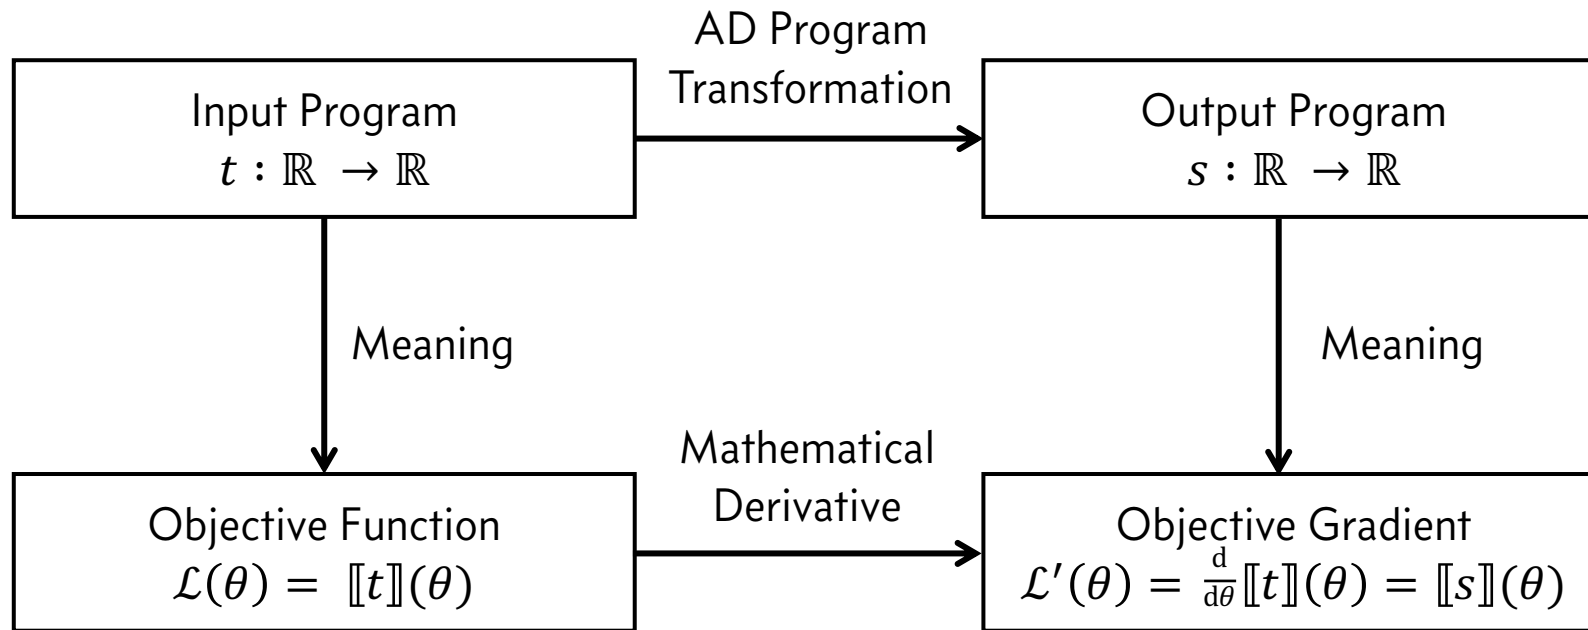 AD Program
Transformation
Input Program
t : ℝ → ℝ
Output Program
s : ℝ → ℝ
Meaning
Meaning
Mathematical
Derivative
Objective Function
ℒ(θ) = ⟦t⟧(θ)
Objective Gradient
ℒ′(θ) = d/dθ ⟦t⟧(θ) = ⟦s⟧(θ)